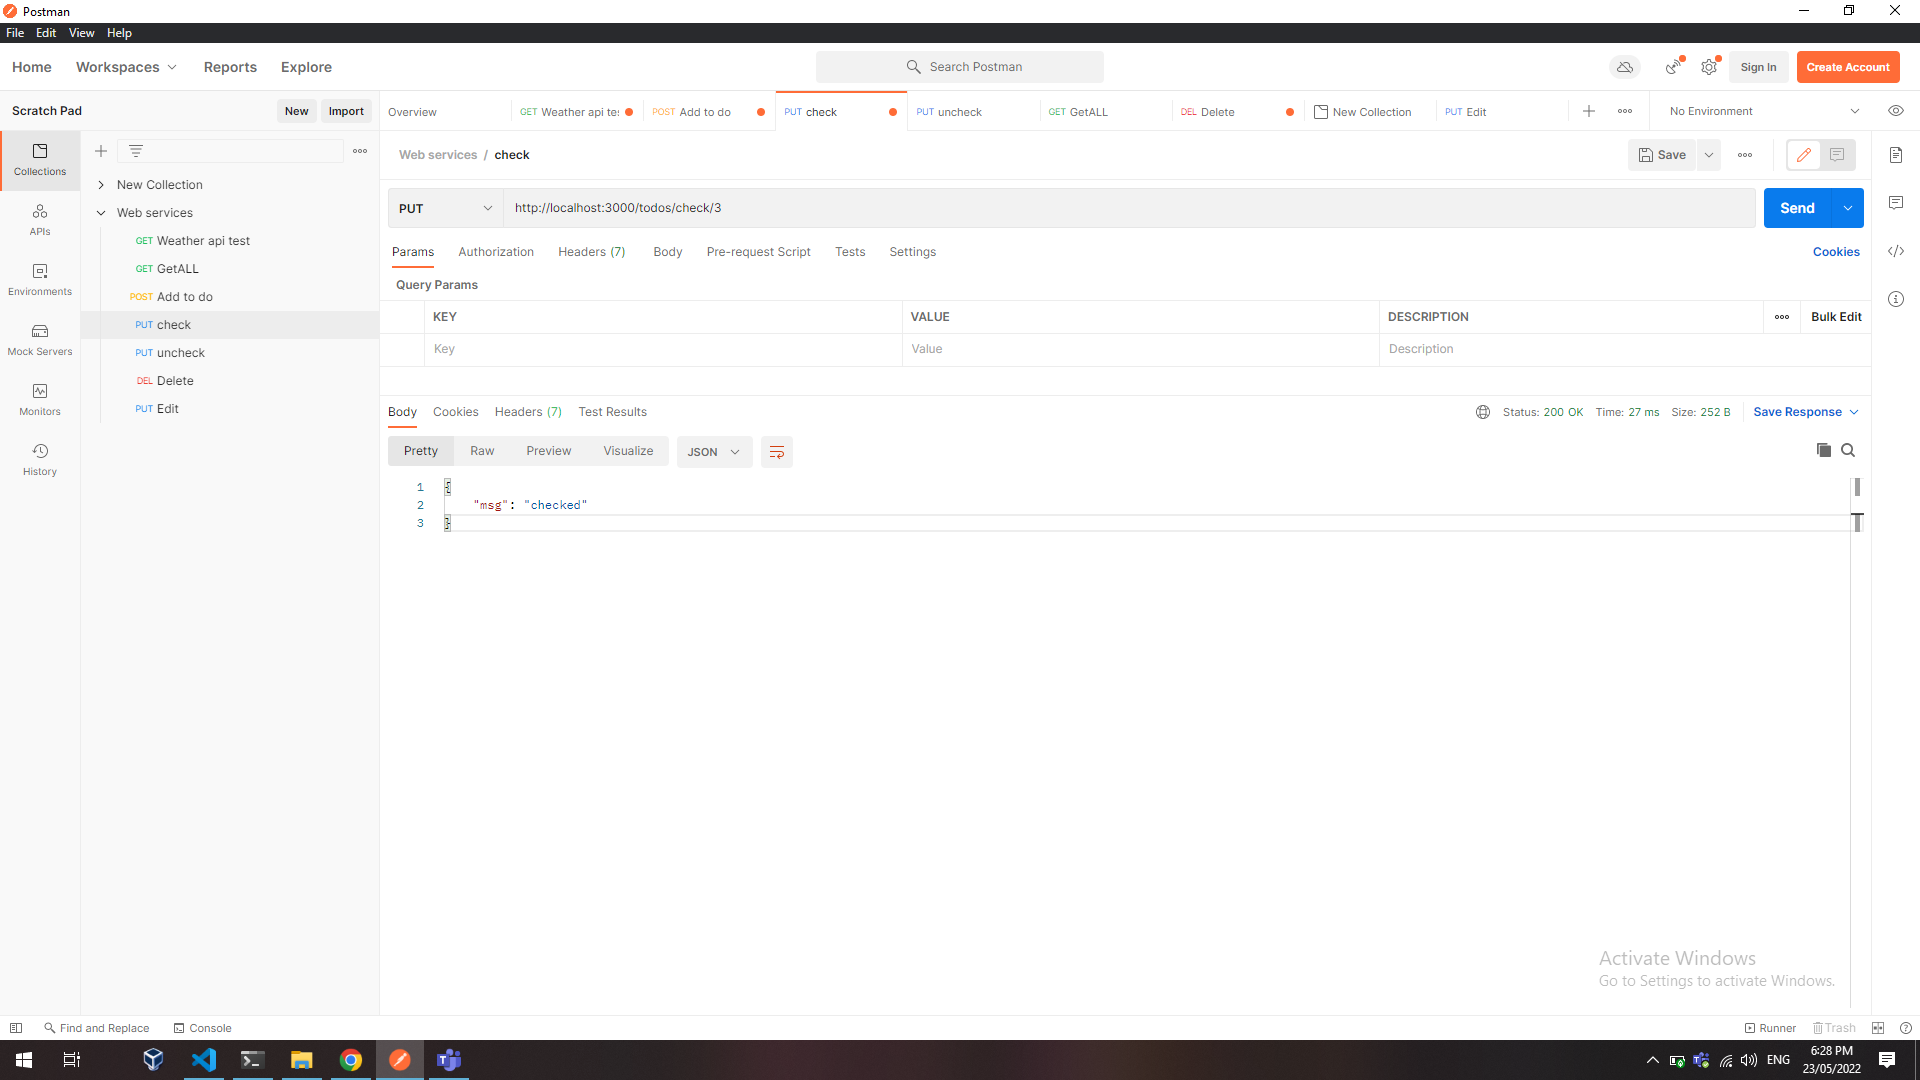 Postman
File Edit View Help
Home Workspaces Reports Explore Search Postman Sign In Create Account
Scratch Pad New Import
Overview GET Weather api te POST Add to do PUT check PUT uncheck GET GetALL DEL Delete New Collection PUT Edit No Environment
Collections
APIs
Environments
Mock Servers
Monitors
History
New Collection
Web services
GET Weather api test
GET GetALL
POST Add to do
PUT check
PUT uncheck
DEL Delete
PUT Edit
Web services / check Save
PUT http://localhost:3000/todos/check/3 Send
Params Authorization Headers (7) Body Pre-request Script Tests Settings Cookies
Query Params
KEY VALUE DESCRIPTION Bulk Edit
Key Value Description
Body Cookies Headers (7) Test Results Status: 200 OK Time: 27 ms Size: 252 B Save Response
Pretty Raw Preview Visualize JSON
1 {
2 "msg": "checked"
3 }
Activate Windows
Go to Settings to activate Windows.
Find and Replace Console Runner Trash
ENG 6:28 PM
23/05/2022